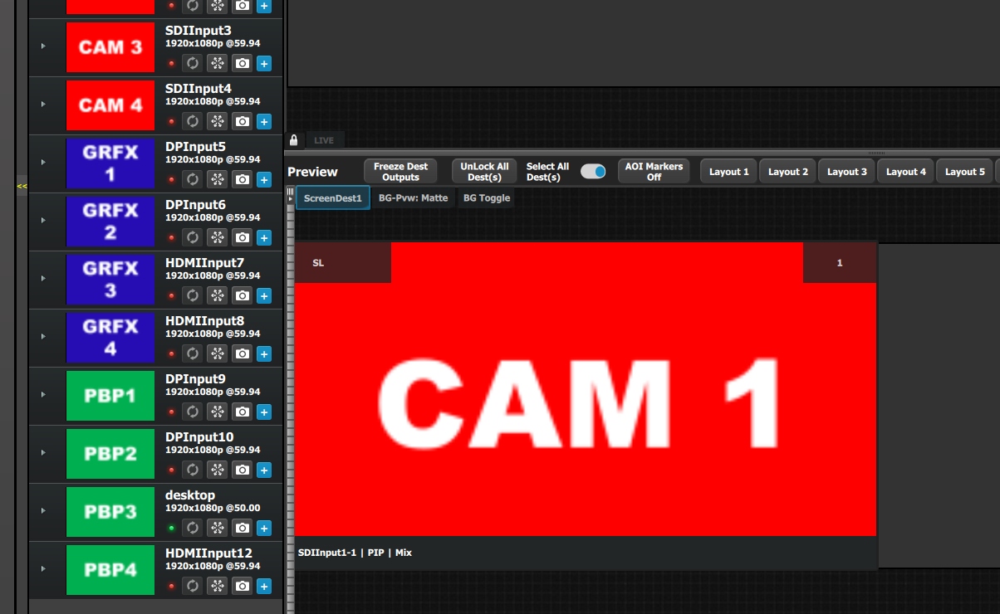 SDIInput3
1920x1080p @59.94
CAM 3
SDIInput4
1920x1080p @59.94
CAM 4
DPInput5
1920x1080p @59.94
GRFX
1
DPInput6
1920x1080p @59.94
GRFX
2
HDMIInput7
1920x1080p @59.94
GRFX
3
HDMIInput8
1920x1080p @59.94
GRFX
4
DPInput9
1920x1080p @59.94
PBP1
DPInput10
1920x1080p @59.94
PBP2
desktop
1920x1080p @50.00
PBP3
HDMIInput12
1920x1080p @59.94
PBP4
<<
LIVE
Preview
Freeze Dest
Outputs
UnLock All
Dest(s)
Select All
Dest(s)
AOI Markers
Off
Layout 1
Layout 2
Layout 3
Layout 4
Layout 5
ScreenDest1
BG-Pvw: Matte
BG Toggle
SL
1
CAM 1
SDIInput1-1 | PIP | Mix